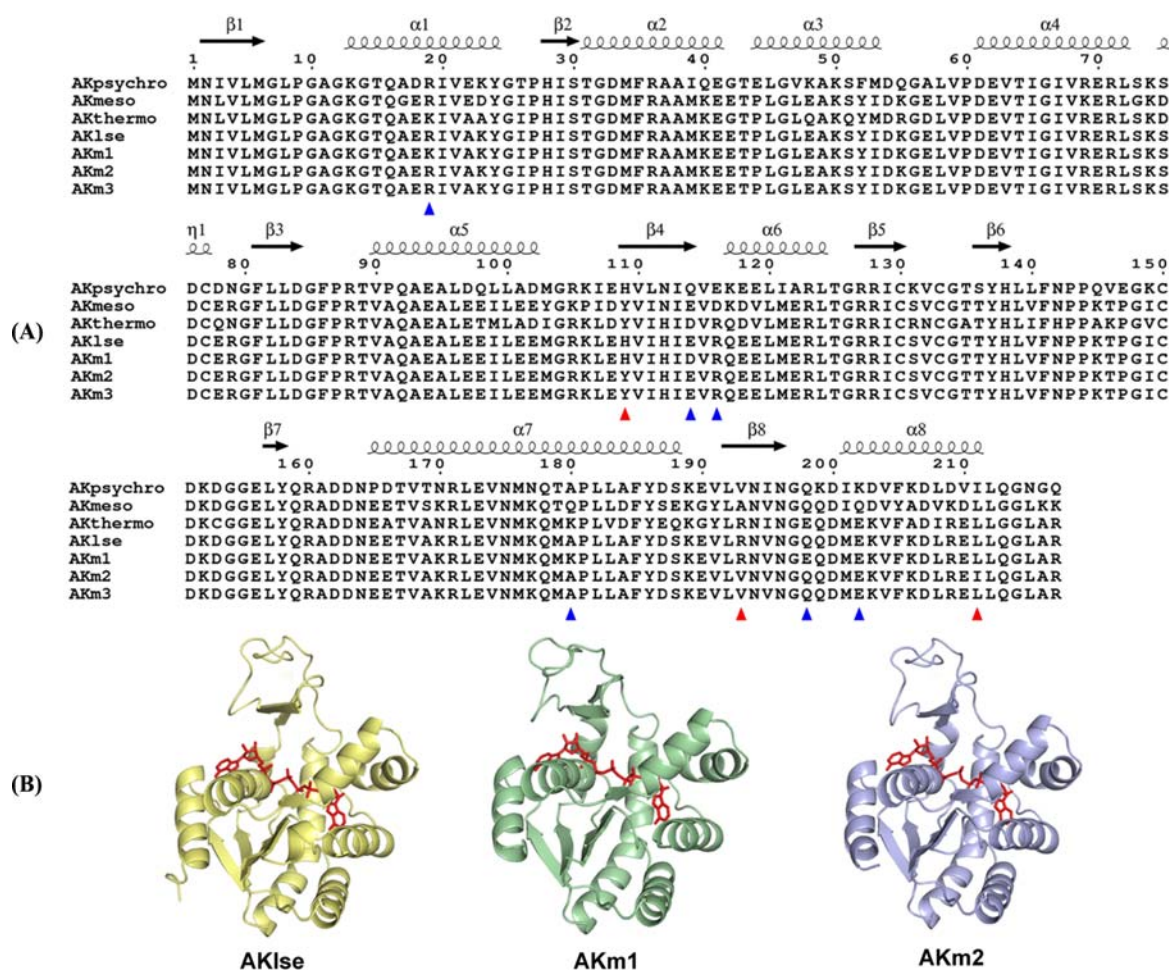 β1 α1 β2 α2 α3 α4
1 10 20 30 40 50 60 70
AKpsychro MNIVLMGLPGAGKGTQADRIVEKYGTPHISTGDMFRAAIQEGTELGVKAKSFMDQGALVPDEVTIGIVRERLSKS
AKmeso MNLVLMGLPGAGKGTQGERIVEDYGIPHISTGDMFRAAMKEETPLGLEAKSYIDKGELVPDEVTIGIVKERLGKD
AKthermo MNLVLMGLPGAGKGTQAEKIVAAYGIPHISTGDMFRAAMKEGTPLGLQAKQYMDRGDLVPDEVTIGIVRERLSKD
AKlse MNIVLMGLPGAGKGTQAERIVAKYGIPHISTGDMFRAAMKEETPLGLEAKSYIDKGELVPDEVTIGIVRERLSKS
AKm1 MNIVLMGLPGAGKGTQAEKIVAKYGIPHISTGDMFRAAMKEETPLGLEAKSYIDKGELVPDEVTIGIVRERLSKS
AKm2 MNIVLMGLPGAGKGTQAERIVAKYGIPHISTGDMFRAAMKEETPLGLEAKSYIDKGELVPDEVTIGIVRERLSKS
AKm3 MNIVLMGLPGAGKGTQAERIVAKYGIPHISTGDMFRAAMKEETPLGLEAKSYIDKGELVPDEVTIGIVRERLSKS
η1 β3 α5 β4 α6 β5 β6
80 90 100 110 120 130 140 150
AKpsychro DCDNGFLLDGFPRTVPQAEALDQLLADMGRKIEHVLNIQVEKEELIARLTGRRICKVCGTSYHLLFNPPQVEGKC
AKmeso DCERGFLLDGFPRTVAQAEALEEILEEYGKPIDYVINIEVDKDVLMERLTGRRICSVCGTTYHLVFNPPKTPGIC
AKthermo DCQNGFLLDGFPRTVAQAEALETMLADIGRKLDYVIHIDVRQDVLMERLTGRRICRNCGATYHLIFHPPAKPGVC
AKlse DCERGFLLDGFPRTVAQAEALEEILEEMGRKLEHVIHIEVRQEELMERLTGRRICSVCGTTYHLVFNPPKTPGIC
AKm1 DCERGFLLDGFPRTVAQAEALEEILEEMGRKLEHVIHIDVRQEELMERLTGRRICSVCGTTYHLVFNPPKTPGIC
AKm2 DCERGFLLDGFPRTVAQAEALEEILEEMGRKLEYVIHIEVRQEELMERLTGRRICSVCGTTYHLVFNPPKTPGIC
AKm3 DCERGFLLDGFPRTVAQAEALEEILEEMGRKLEYVIHIEVRQEELMERLTGRRICSVCGTTYHLVFNPPKTPGIC
(A)
β7 α7 β8 α8
160 170 180 190 200 210
AKpsychro DKDGGELYQRADDNPDTVTNRLEVNMNQTAPLLAFYDSKEVLVNINGQKDIKDVFKDLDVILQGNGQ
AKmeso DKDGGELYQRADDNEETVSKRLEVNMKQTQPLLDFYSEKGYLANVNGQQDIQDVYADVKDLLGGLKK
AKthermo DKCGGELYQRADDNEATVANRLEVNMKQMKPLVDFYEQKGYLRNINGEQDMEKVFADIRELLGGLAR
AKlse DKDGGELYQRADDNEETVAKRLEVNMKQMAPLLAFYDSKEVLRNVNGQQDMEKVFKDLRELLQGLAR
AKm1 DKDGGELYQRADDNEETVAKRLEVNMKQMKPLLAFYDSKEVLRNVNGEQDMEKVFKDLRELLQGLAR
AKm2 DKDGGELYQRADDNEETVAKRLEVNMKQMAPLLAFYDSKEVLVNVNGQQDMEKVFKDLREILQGLAR
AKm3 DKDGGELYQRADDNEETVAKRLEVNMKQMAPLLAFYDSKEVLVNVNGQQDMEKVFKDLRELLQGLAR
(B)
AKlse AKm1 AKm2